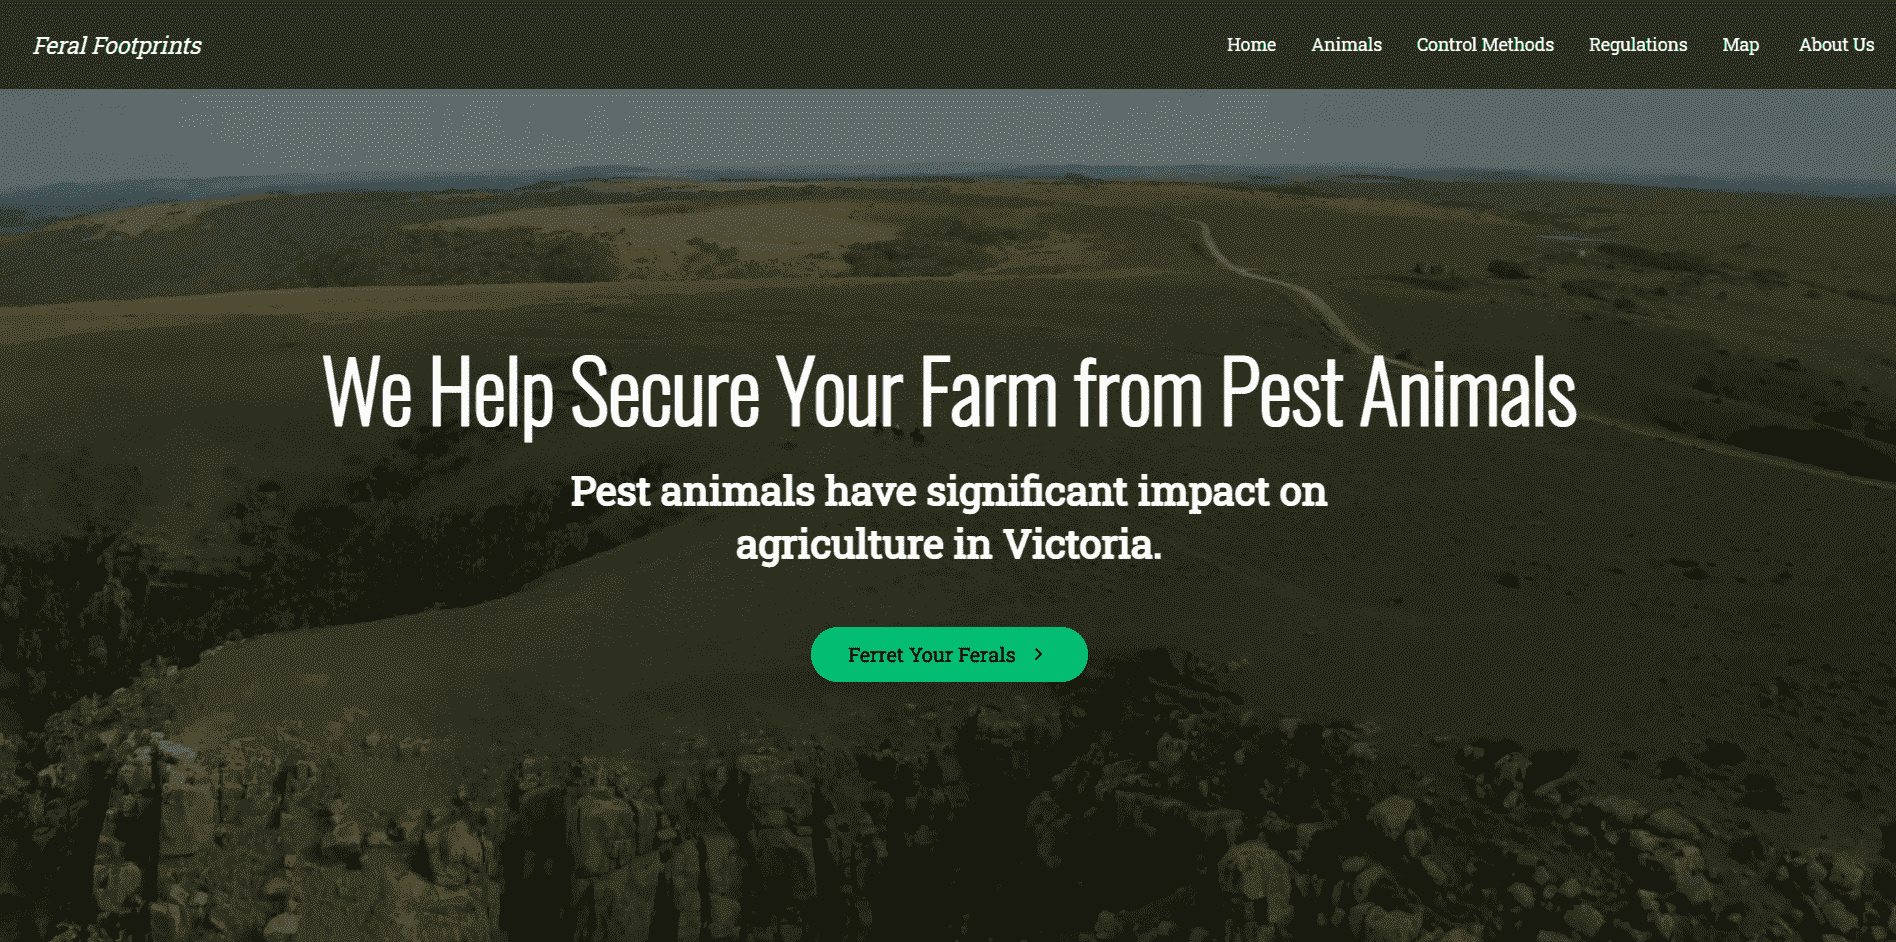 Feral Footprints
Home Animals Control Methods Regulations Map About Us
We Help Secure Your Farm from Pest Animals
Pest animals have significant impact on
agriculture in Victoria.
Ferret Your Ferals